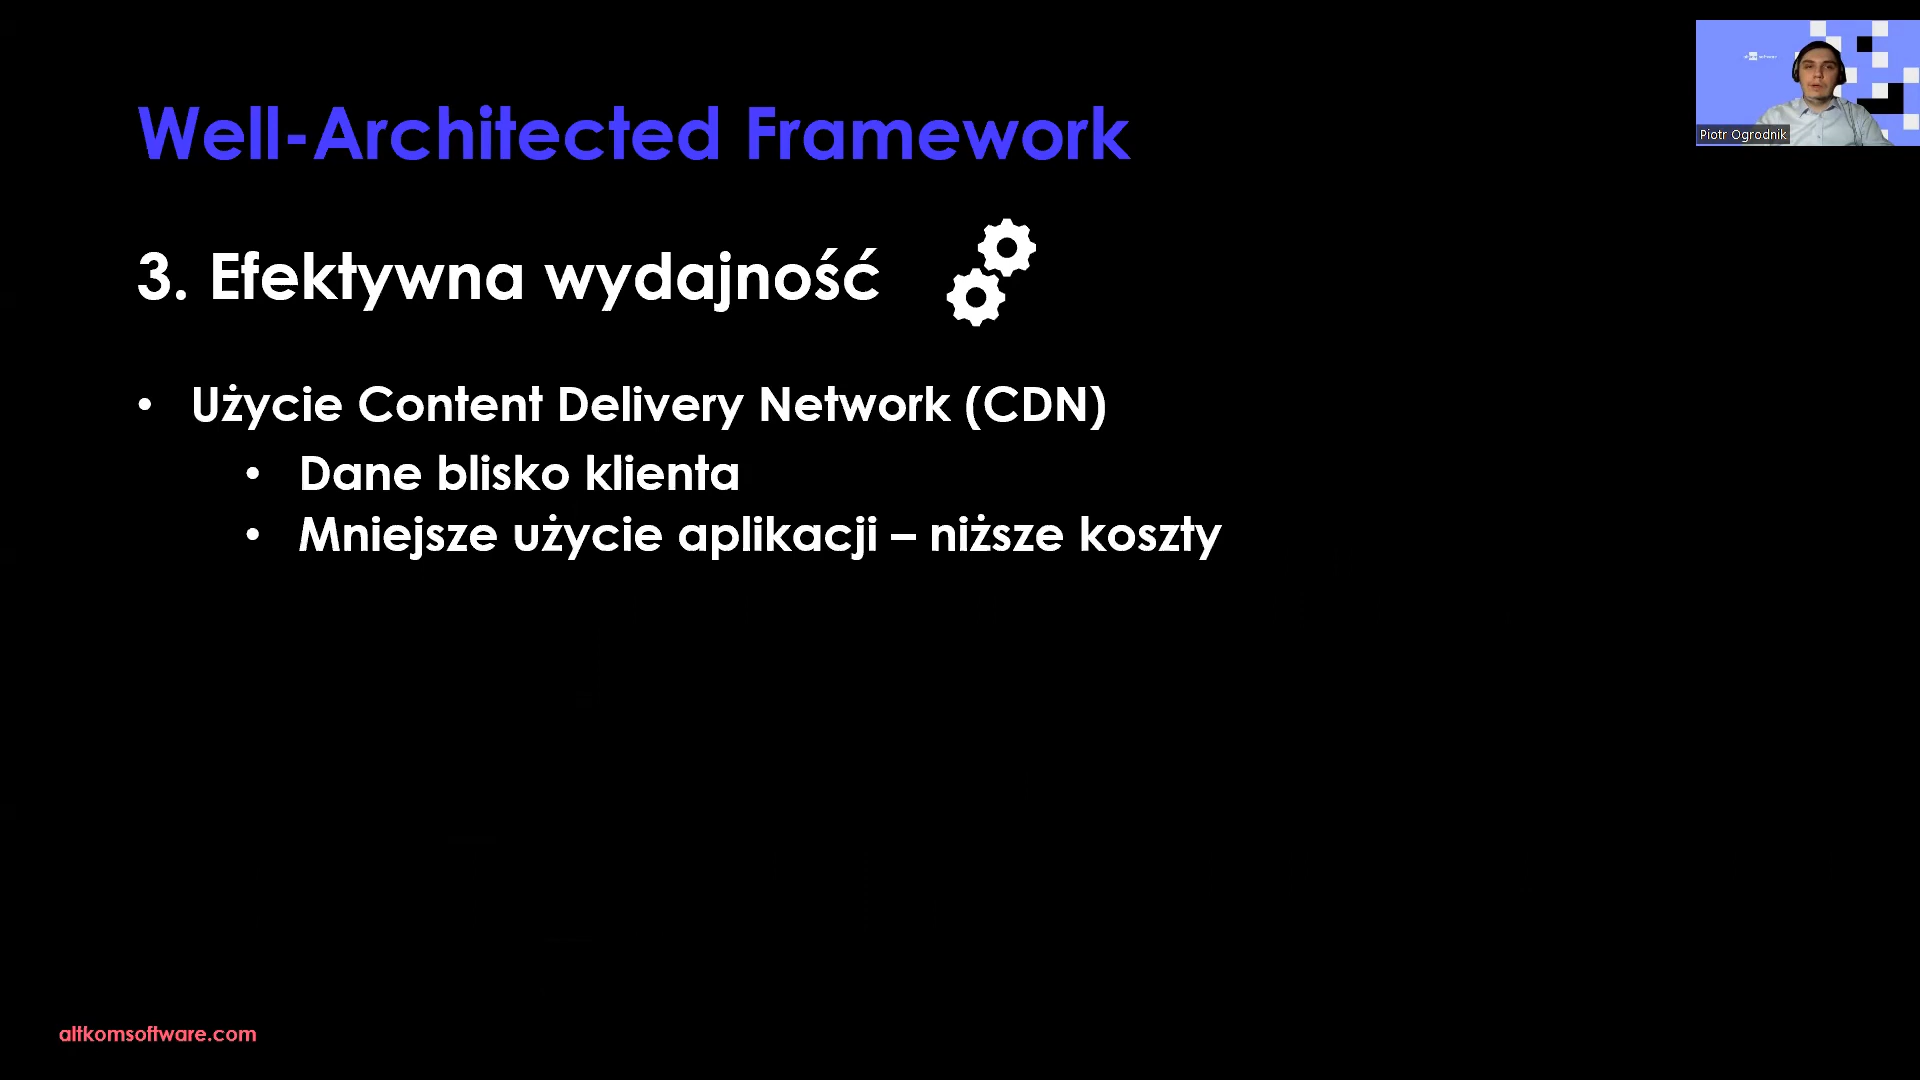 Well-Architected Framework
3. Efektywna wydajność
• Użycie Content Delivery Network (CDN)
• Dane blisko klienta
• Mniejsze użycie aplikacji – niższe koszty
Piotr Ogrodnik
altkomsoftware.com